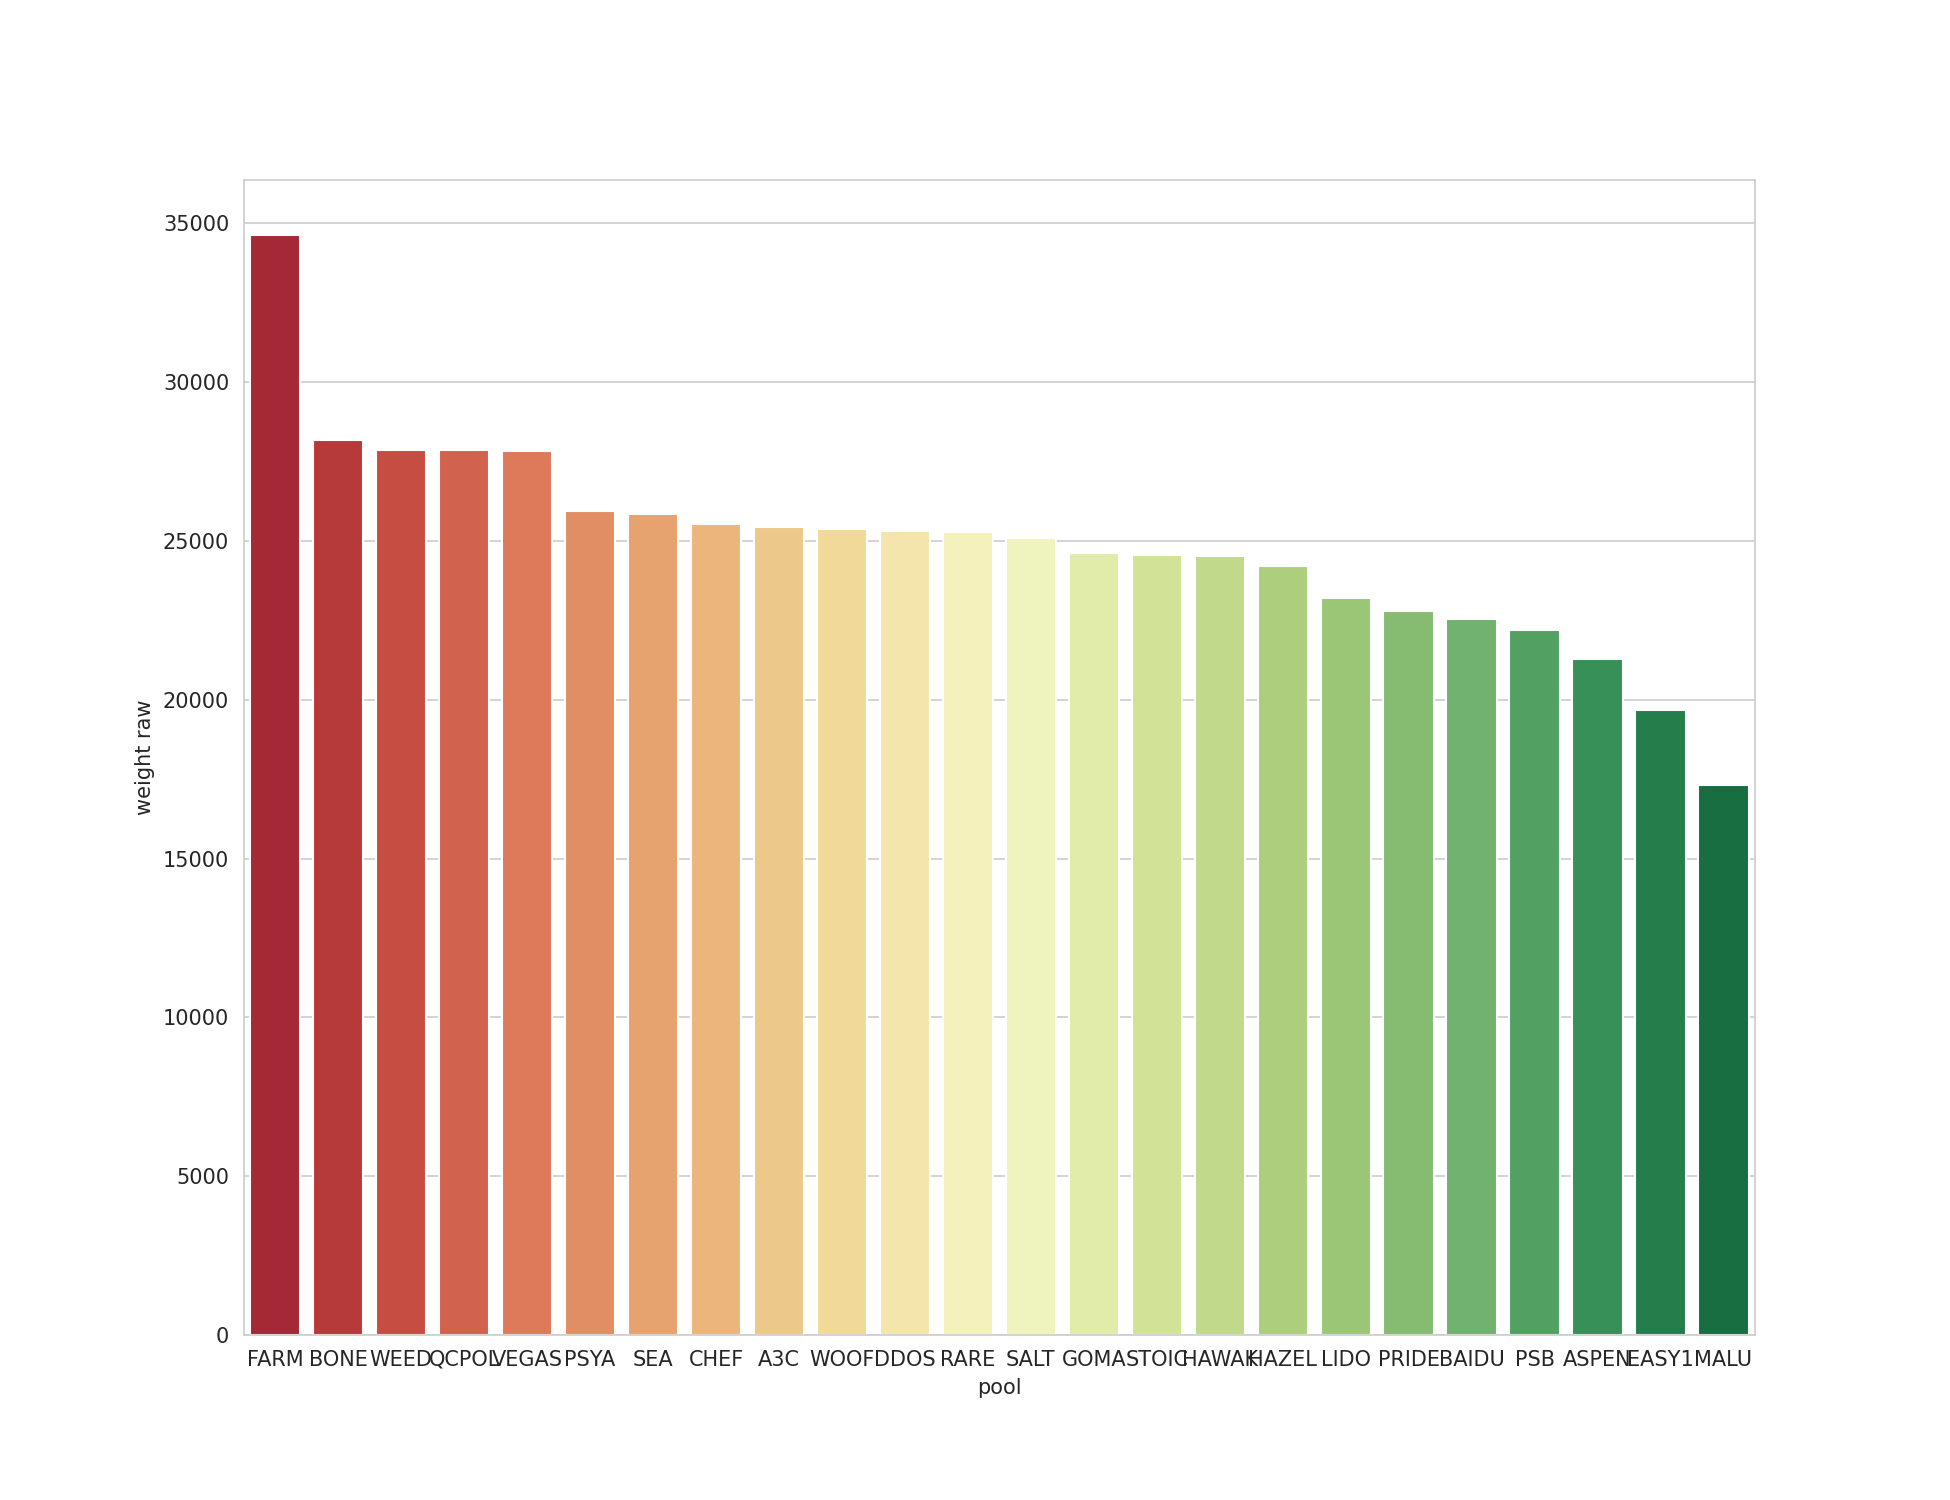 35000
30000
25000
20000
15000
10000
5000
0
weight raw
FARM BONE WEED QCPOL VEGAS PSYA SEA CHEF A3C WOOF DDOS RARE SALT GOMA STOIC HAWAK HAZEL LIDO PRIDE BAIDU PSB ASPEN EASY1 MALU
pool